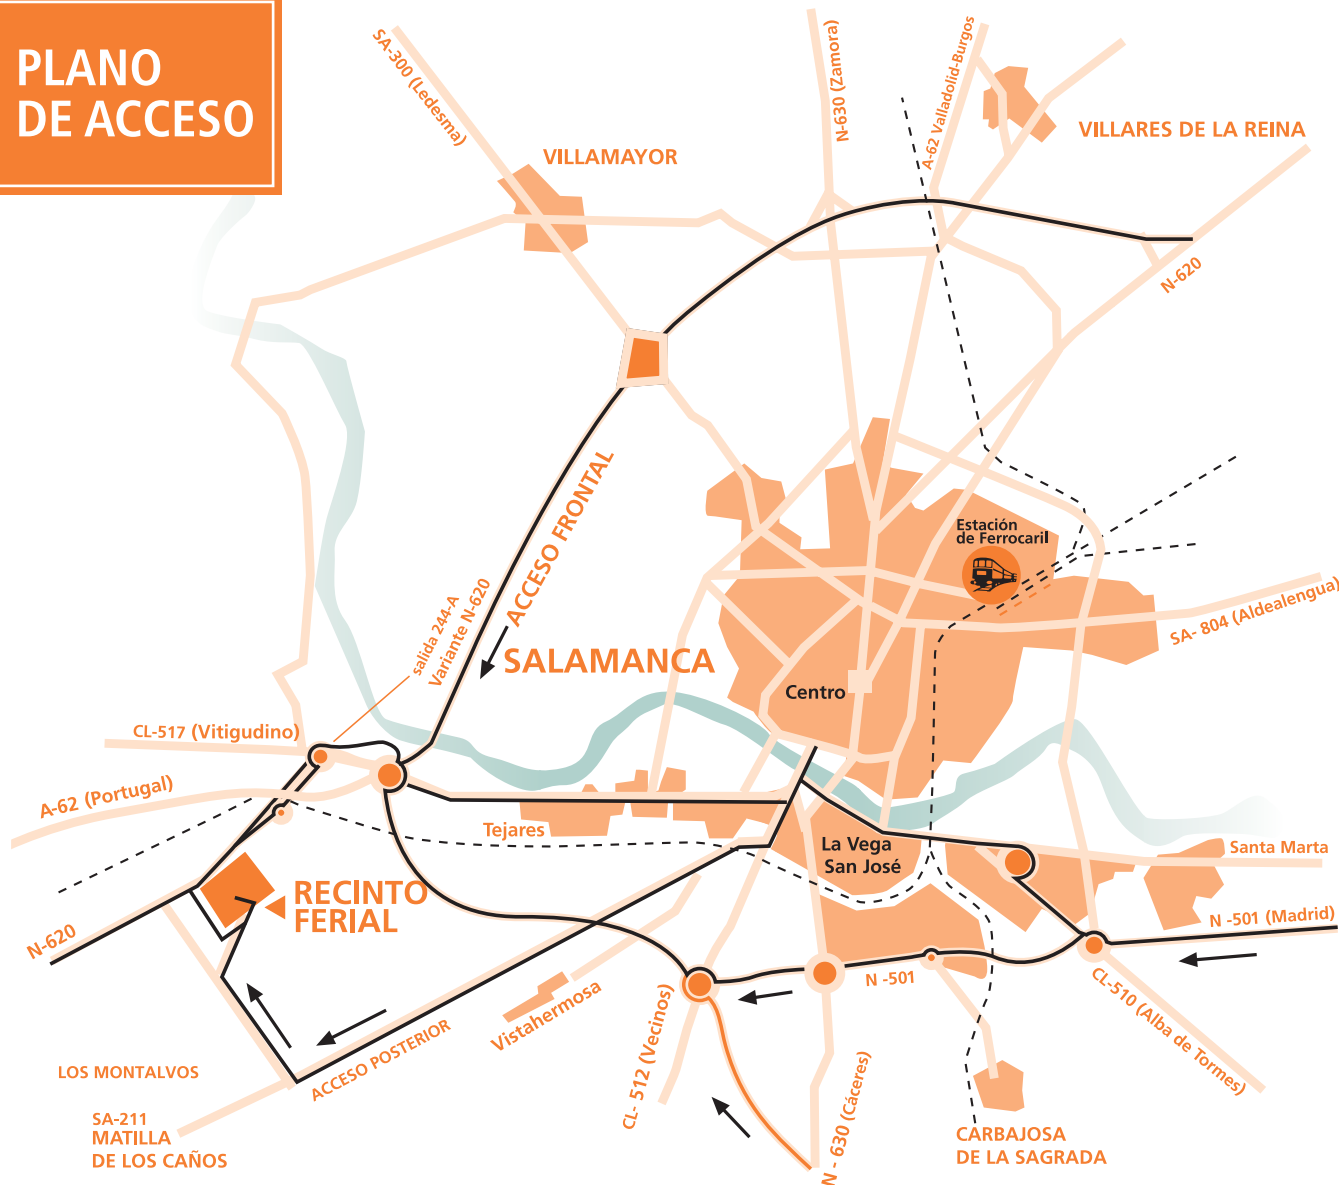 PLANO
DE ACCESO
SA-300 (Ledesma)
N-630 (Zamora)
A-62 Valladolid-Burgos
VILLARES DE LA REINA
VILLAMAYOR
N-620
ACCESO FRONTAL
Estación
de Ferrocaril
salida 244-A
Variante N-620
SA- 804 (Aldealengua)
SALAMANCA
Centro
CL-517 (Vitigudino)
A-62 (Portugal)
Tejares
La Vega
San José
Santa Marta
RECINTO
FERIAL
N -501 (Madrid)
N-620
N -501
CL-510 (Alba de Tormes)
Vistahermosa
CL- 512 (Vecinos)
ACCESO POSTERIOR
LOS MONTALVOS
N - 630 (Cáceres)
SA-211
MATILLA
DE LOS CAÑOS
CARBAJOSA
DE LA SAGRADA